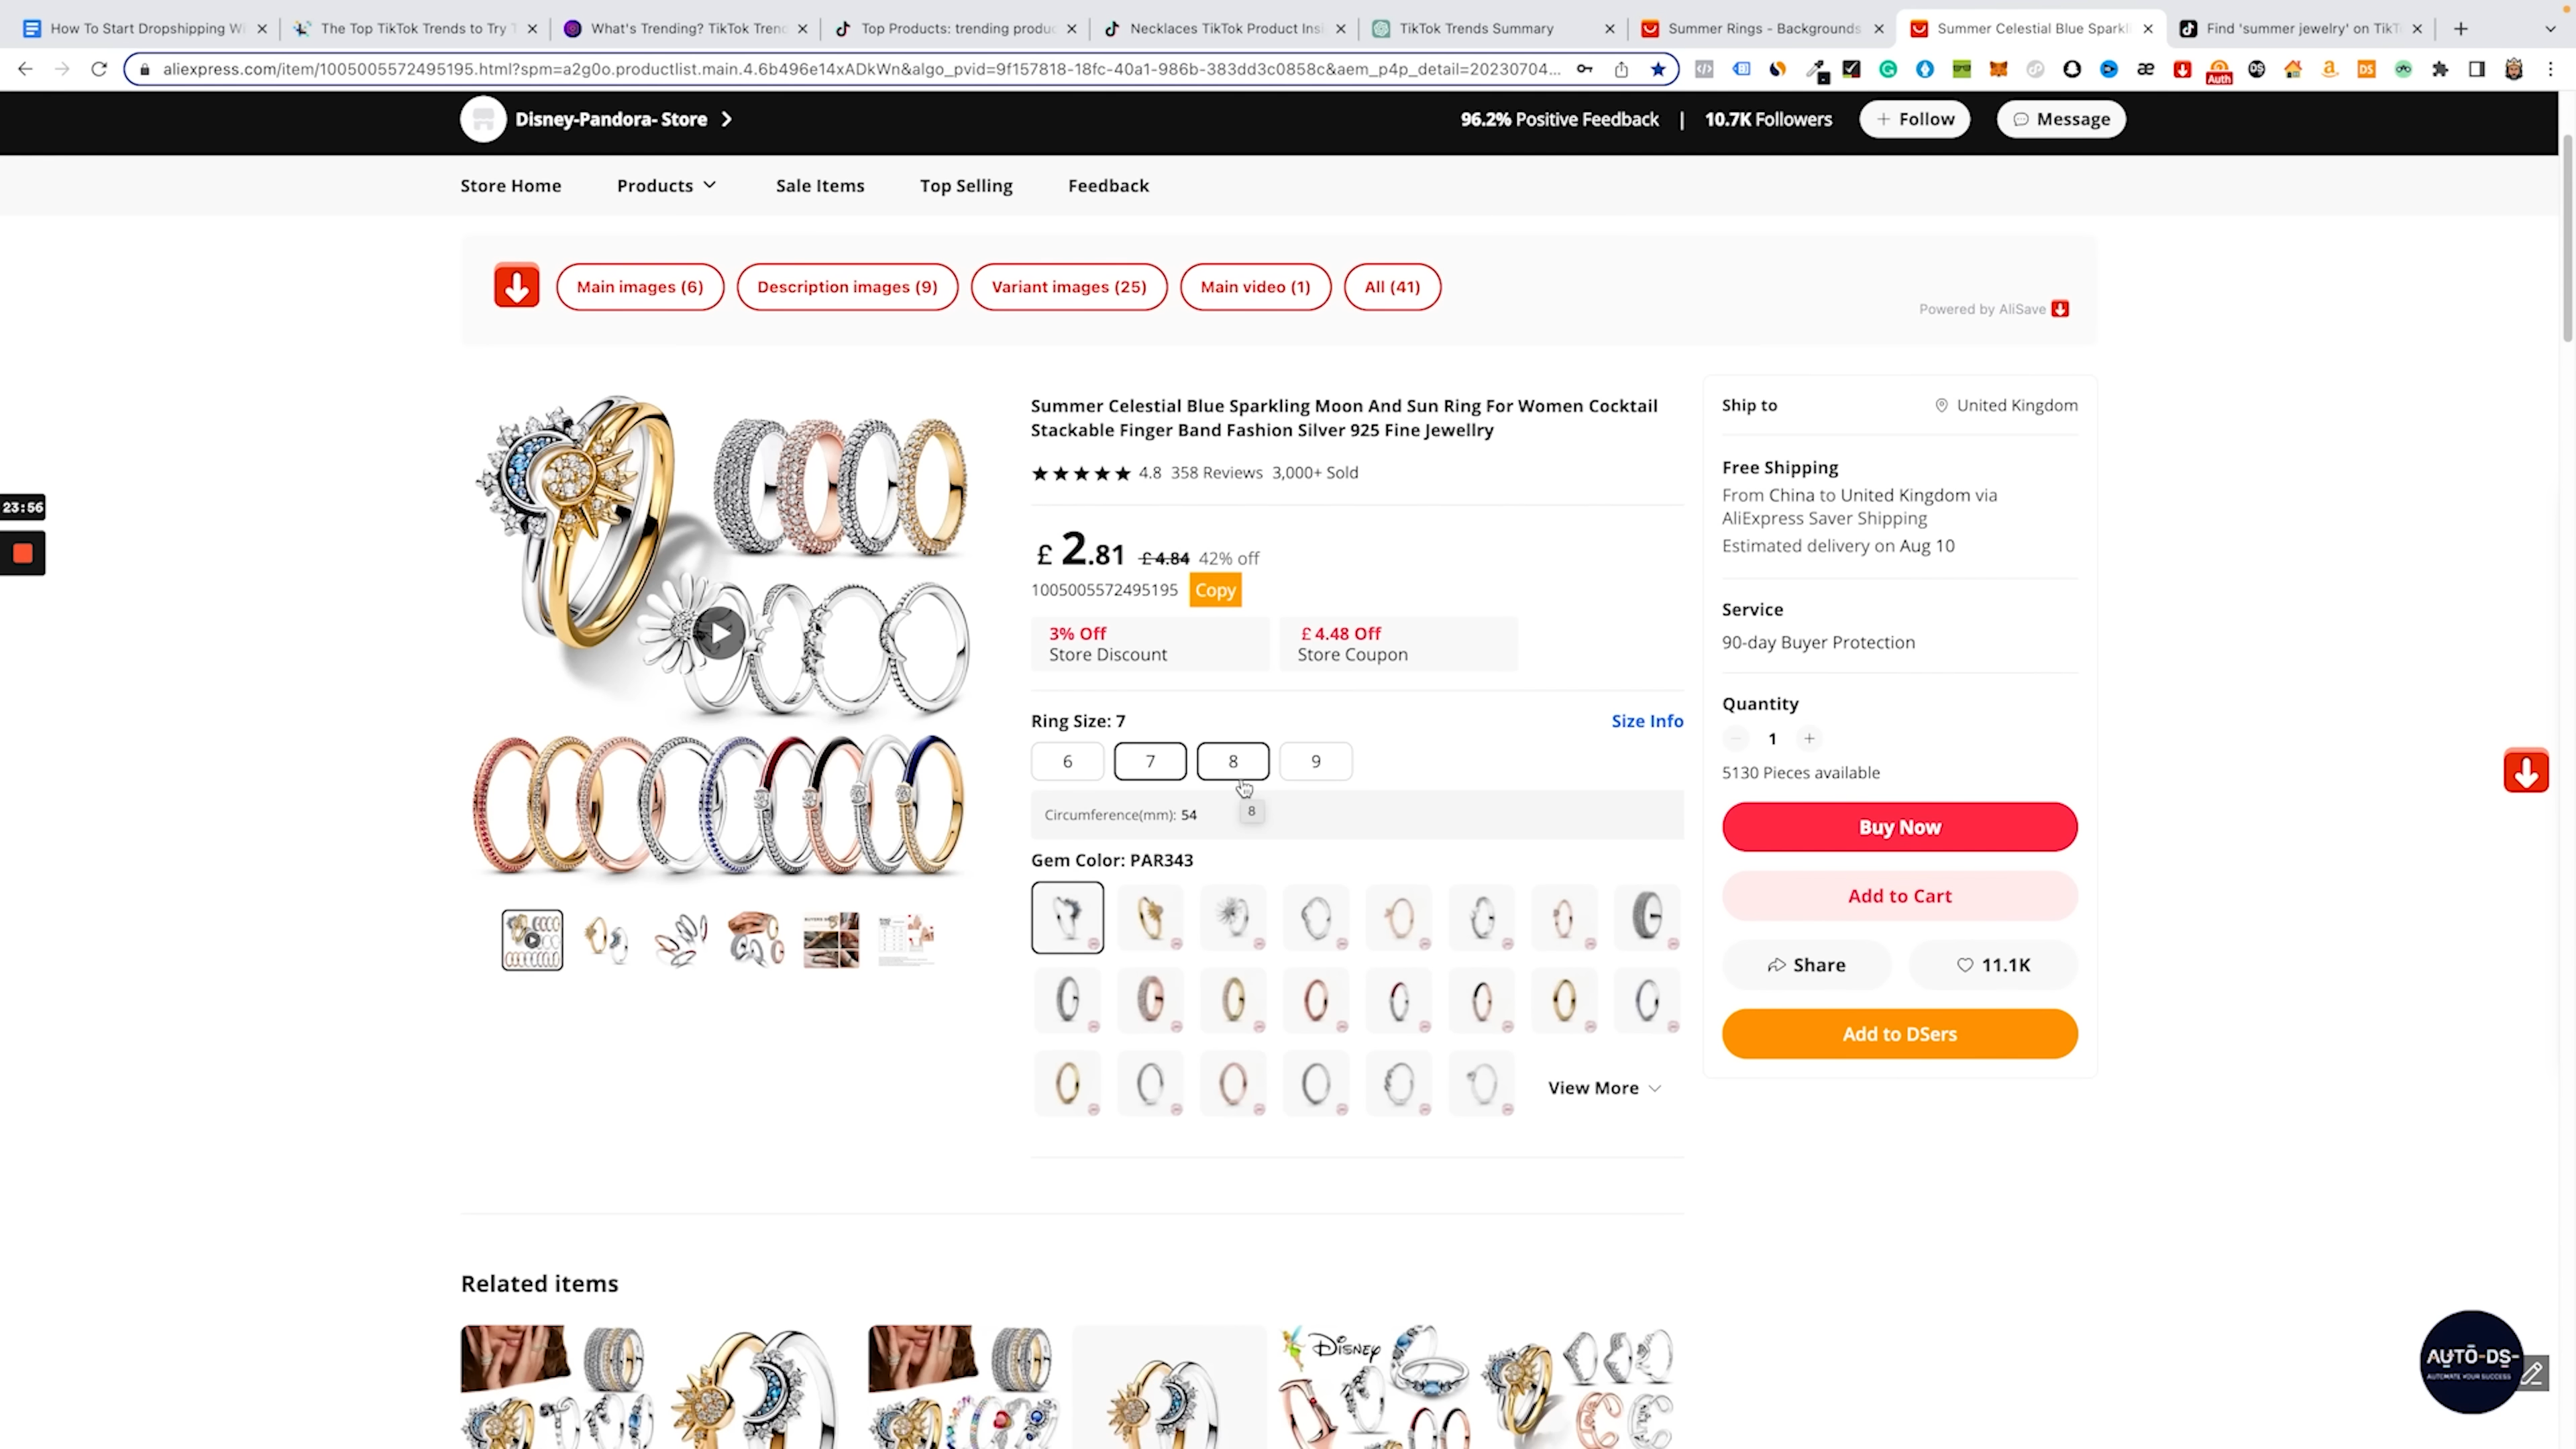 How To Start Dropshipping Wi
The Top TikTok Trends to Try T
What's Trending? TikTok Tren
Top Products: trending produc
Necklaces TikTok Product Insi
TikTok Trends Summary
Summer Rings - Backgrounds
Summer Celestial Blue Sparkli
Find 'summer jewelry' on TikT
aliexpress.com/item/1005005572495195.html?spm=a2g0o.productlist.main.4.6b496e14xADkWn&algo_pvid=9f157818-18fc-40a1-986b-383dd3c0858c&aem_p4p_detail=20230704...
Auth
Disney-Pandora- Store
96.2% Positive Feedback | 10.7K Followers
+ Follow
Message
Store Home
Products
Sale Items
Top Selling
Feedback
Main images (6)
Description images (9)
Variant images (25)
Main video (1)
All (41)
Powered by AliSave
Summer Celestial Blue Sparkling Moon And Sun Ring For Women Cocktail
Stackable Finger Band Fashion Silver 925 Fine Jewellry
4.8 358 Reviews 3,000+ Sold
£ 2.81 £ 4.84 42% off
1005005572495195 Copy
3% Off
Store Discount
£ 4.48 Off
Store Coupon
Ring Size: 7
Size Info
6
7
8
9
Circumference(mm): 54
8
Gem Color: PAR343
View More
Ship to
United Kingdom
Free Shipping
From China to United Kingdom via
AliExpress Saver Shipping
Estimated delivery on Aug 10
Service
90-day Buyer Protection
Quantity
1
5130 Pieces available
Buy Now
Add to Cart
Share
11.1K
Add to DSers
23:56
Related items
DISNEY
AUTO-DS-
AUTOMATE YOUR SUCCESS